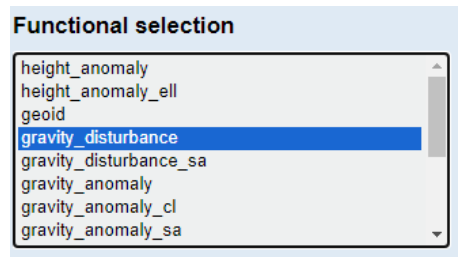 Functional selection
height_anomaly
height_anomaly_ell
geoid
gravity_disturbance
gravity_disturbance_sa
gravity_anomaly
gravity_anomaly_cl
gravity_anomaly_sa